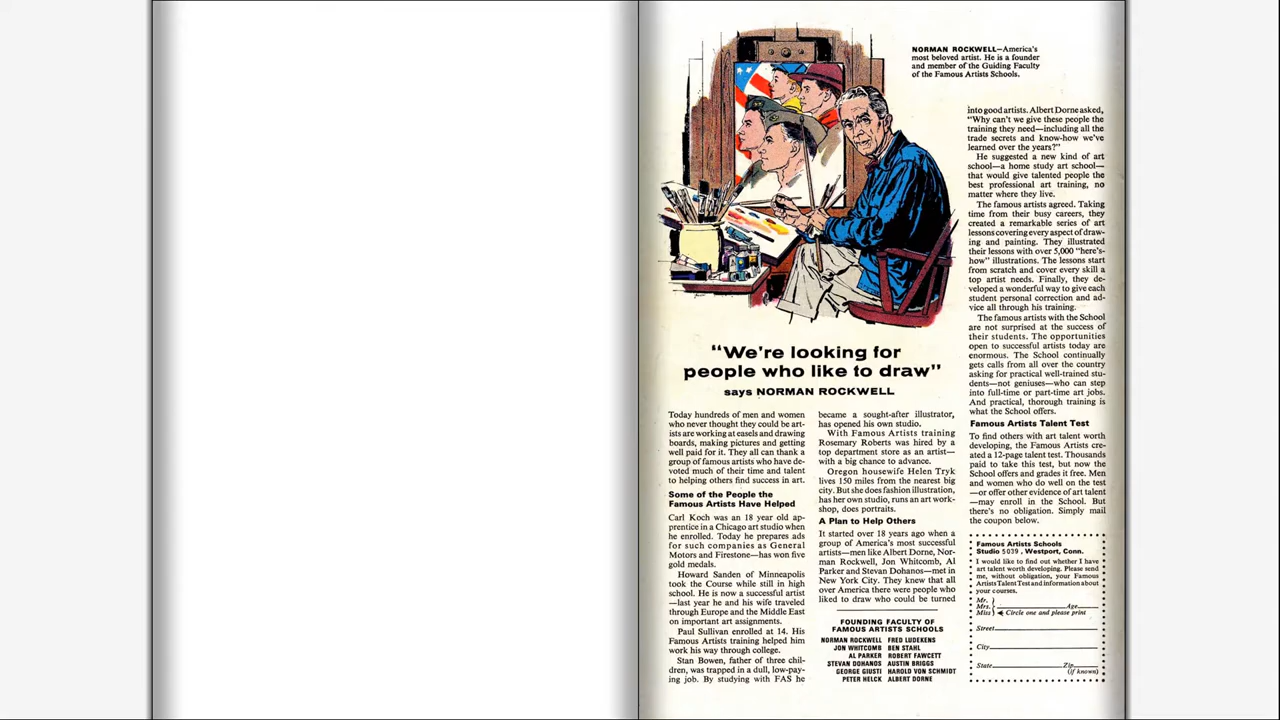 NORMAN ROCKWELL—America's
most beloved artist. He is a founder
and member of the Guiding Faculty
of the Famous Artists Schools.
"We're looking for
people who like to draw"
says NORMAN ROCKWELL
Today hundreds of men and women
who never thought they could be art-
ists are working at easels and drawing
boards, making pictures and getting
well paid for it. They all can thank a
group of famous artists who have de-
voted much of their time and talent
to helping others find success in art.
Some of the People the
Famous Artists Have Helped
Carl Koch was an 18 year old ap-
prentice in a Chicago art studio when
he enrolled. Today he prepares ads
for such companies as General
Motors and Firestone—has won five
gold medals.
Howard Sanden of Minneapolis
took the Course while still in high
school. He is now a successful artist
—last year he and his wife traveled
through Europe and the Middle East
on important art assignments.
Paul Sullivan enrolled at 14. His
Famous Artists training helped him
work his way through college.
Stan Bowen, father of three chil-
dren, was trapped in a dull, low-pay-
ing job. By studying with FAS he
became a sought-after illustrator,
has opened his own studio.
With Famous Artists training
Rosemary Roberts was hired by a
top department store as an artist—
with a big chance to advance.
Oregon housewife Helen Tryk
lives 150 miles from the nearest big
city. But she does fashion illustration,
has her own studio, runs an art work-
shop, does portraits.
A Plan to Help Others
It started over 18 years ago when a
group of America's most successful
artists—men like Albert Dorne, Nor-
man Rockwell, Jon Whitcomb, Al
Parker and Stevan Dohanos—met in
New York City. They knew that all
over America there were people who
liked to draw who could be turned
FOUNDING FACULTY OF
FAMOUS ARTISTS SCHOOLS
NORMAN ROCKWELL FRED LUDEKENS
JON WHITCOMB BEN STAHL
AL PARKER ROBERT FAWCETT
STEVAN DOHANOS AUSTIN BRIGGS
GEORGE GIUSTI HAROLD VON SCHMIDT
PETER HELCK ALBERT DORNE
into good artists. Albert Dorne asked,
"Why can't we give these people the
training they need—including all the
trade secrets and know-how we've
learned over the years?"
He suggested a new kind of art
school—a home study art school—
that would give talented people the
best professional art training, no
matter where they live.
The famous artists agreed. Taking
time from their busy careers, they
created a remarkable series of art
lessons covering every aspect of draw-
ing and painting. They illustrated
their lessons with over 5,000 "here's-
how" illustrations. The lessons start
from scratch and cover every skill a
top artist needs. Finally, they de-
veloped a wonderful way to give each
student personal correction and ad-
vice all through his training.
The famous artists with the School
are not surprised at the success of
their students. The opportunities
open to successful artists today are
enormous. The School continually
gets calls from all over the country
asking for practical well-trained stu-
dents—not geniuses—who can step
into full-time or part-time art jobs.
And practical, thorough training is
what the School offers.
Famous Artists Talent Test
To find others with art talent worth
developing, the Famous Artists cre-
ated a 12-page talent test. Thousands
paid to take this test, but now the
School offers and grades it free. Men
and women who do well on the test
—or offer other evidence of art talent
—may enroll in the School. But
there's no obligation. Simply mail
the coupon below.
Famous Artists Schools
Studio 5039, Westport, Conn.
I would like to find out whether I have
art talent worth developing. Please send
me, without obligation, your Famous
Artists Talent Test and information about
your courses.
Mr.
Mrs. Age
Miss Circle one and please print
Street
City
State Zip
(if known)